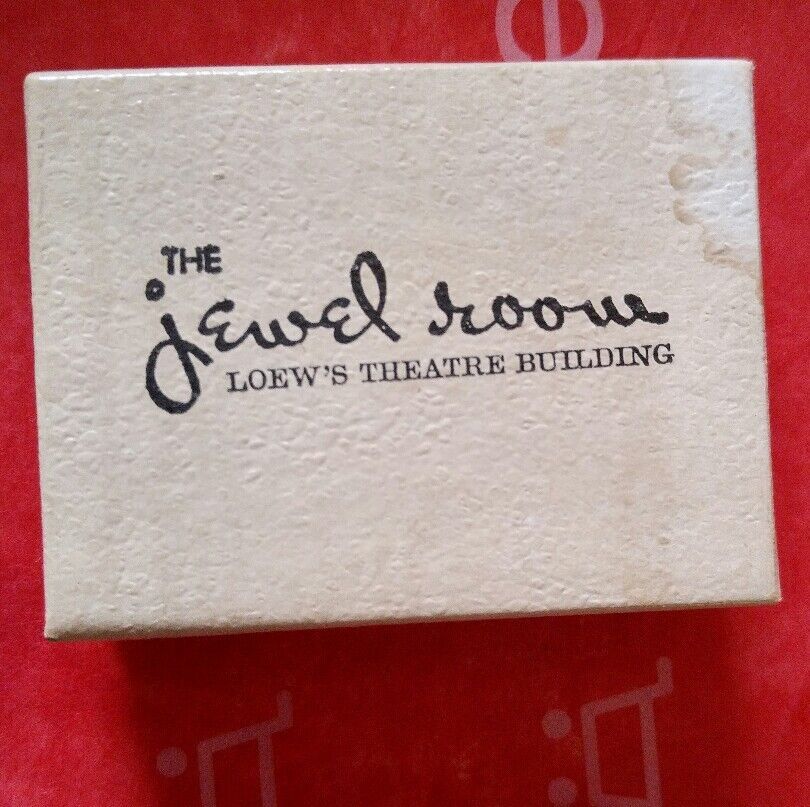 THE
jewel room
LOEW'S THEATRE BUILDING